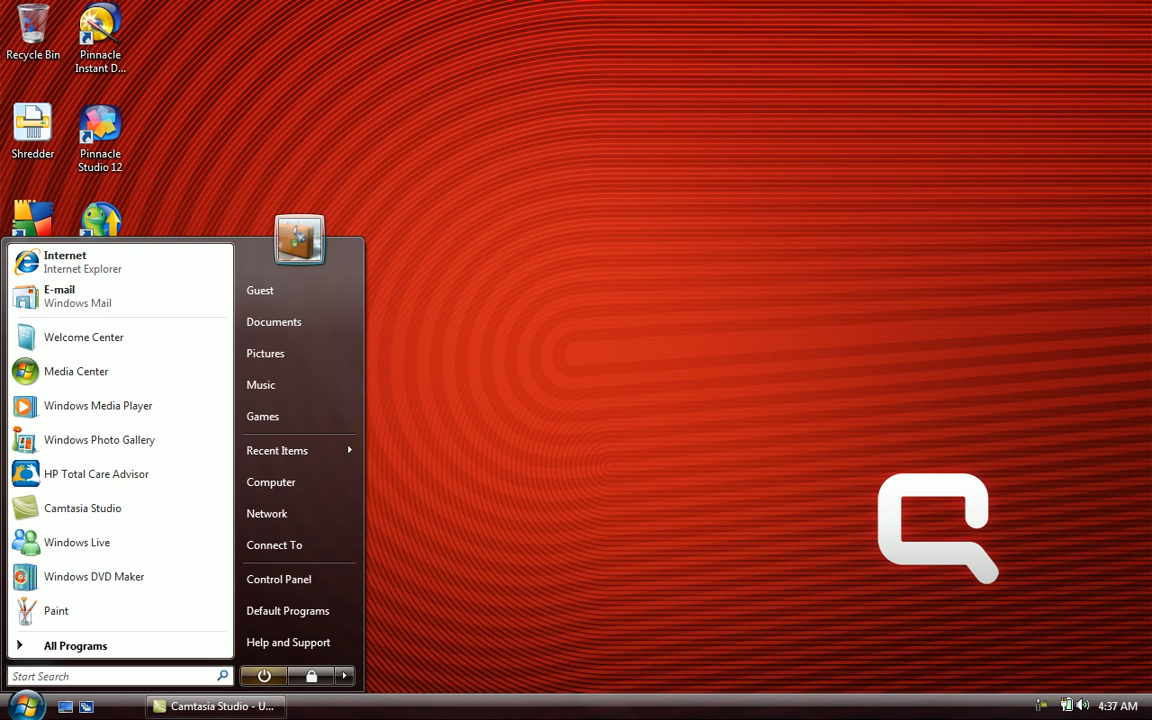 Recycle Bin
Pinnacle
Instant D...
Shredder
Pinnacle
Studio 12
Internet
Internet Explorer
E-mail
Windows Mail
Welcome Center
Media Center
Windows Media Player
Windows Photo Gallery
HP Total Care Advisor
Camtasia Studio
Windows Live
Windows DVD Maker
Paint
All Programs
Start Search
Guest
Documents
Pictures
Music
Games
Recent Items
Computer
Network
Connect To
Control Panel
Default Programs
Help and Support
Camtasia Studio - U...
4:37 AM